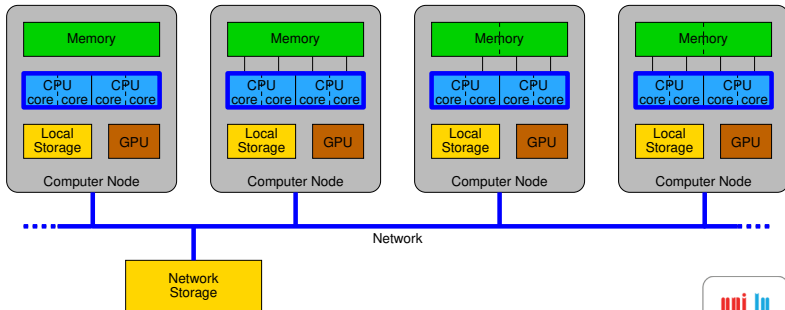 Memory
CPU CPU
core core core core
Local
Storage
GPU
Computer Node
Memory
CPU CPU
core core core core
Local
Storage
GPU
Computer Node
Memory
CPU CPU
core core core core
Local
Storage
GPU
Computer Node
Memory
CPU CPU
core core core core
Local
Storage
GPU
Computer Node
Network
Network
Storage
uni lu